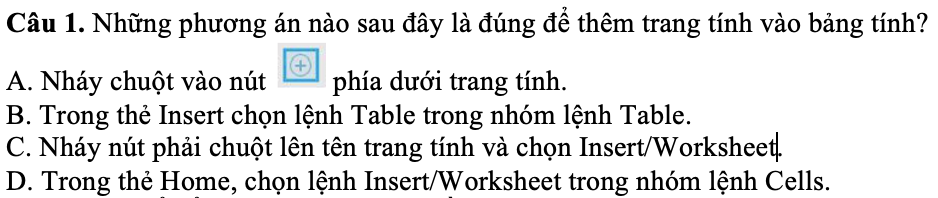 Câu 1. Những phương án nào sau đây là đúng để thêm trang tính vào bảng tính?
A. Nháy chuột vào nút phía dưới trang tính.
B. Trong thẻ Insert chọn lệnh Table trong nhóm lệnh Table.
C. Nháy nút phải chuột lên tên trang tính và chọn Insert/Worksheet.
D. Trong thẻ Home, chọn lệnh Insert/Worksheet trong nhóm lệnh Cells.